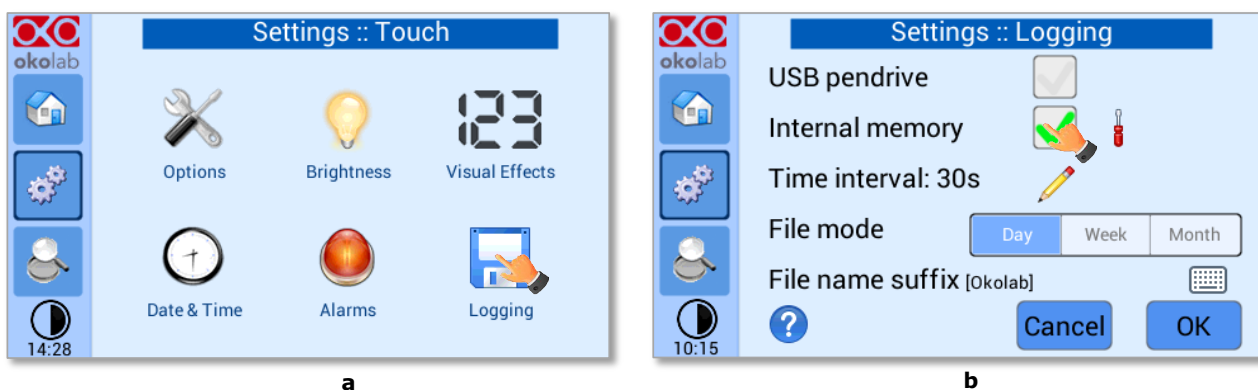 okolab
Settings :: Touch
Options
Brightness
123
Visual Effects
Date & Time
Alarms
Logging
14:28
a
okolab
Settings :: Logging
USB pendrive
Internal memory
Time interval: 30s
File mode
Day
Week
Month
File name suffix [Okolab]
?
Cancel
OK
10:15
b